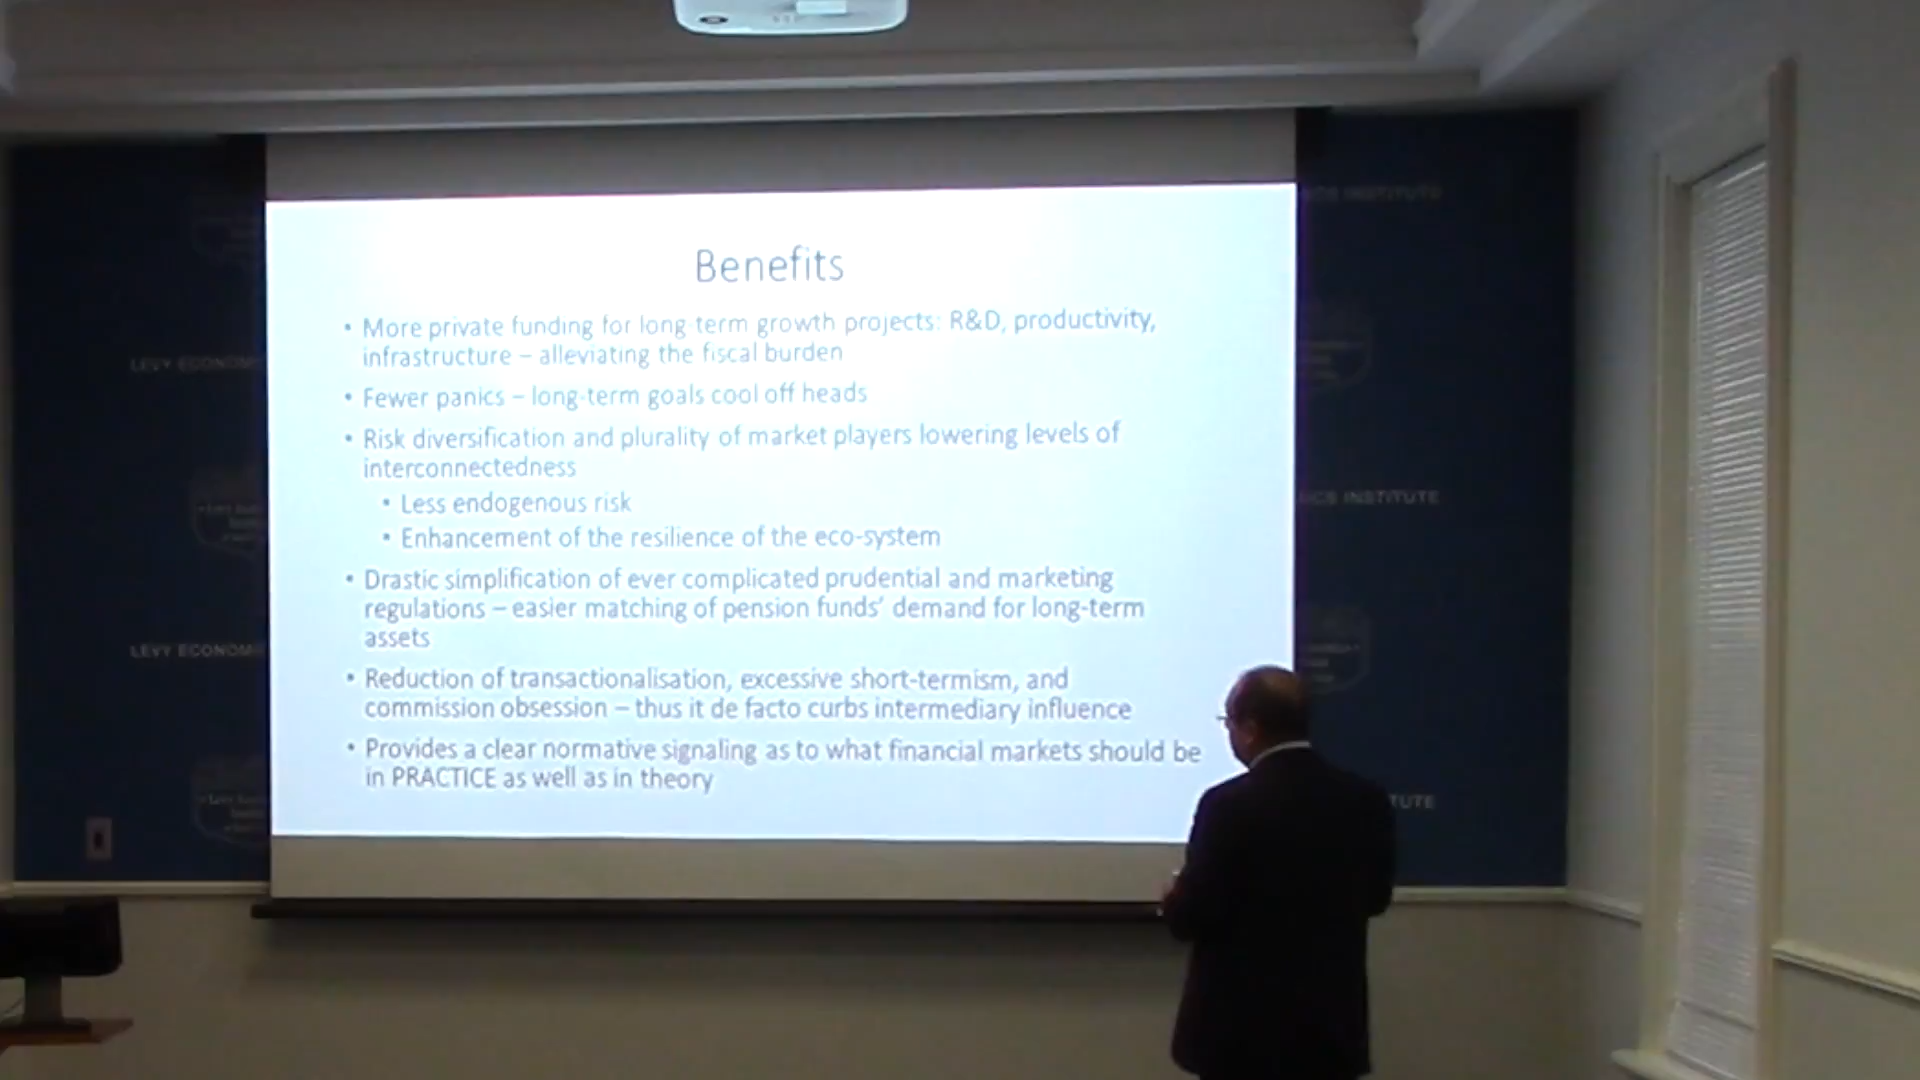 Benefits
• More private funding for long term growth projects: R&D, productivity,
infrastructure – alleviating the fiscal burden
• Fewer panics – long-term goals cool off heads
• Risk diversification and plurality of market players lowering levels of
interconnectedness
• Less endogenous risk
• Enhancement of the resilience of the eco-system
• Drastic simplification of ever complicated prudential and marketing
regulations – easier matching of pension funds’ demand for long-term
assets
• Reduction of transactionalisation, excessive short-termism, and
commission obsession – thus it de facto curbs intermediary influence
• Provides a clear normative signaling as to what financial markets should be
in PRACTICE as well as in theory
LEVY ECONOM
LEVY ECONOM
ICS INSTITUTE
ICS INSTITUTE
TUTE